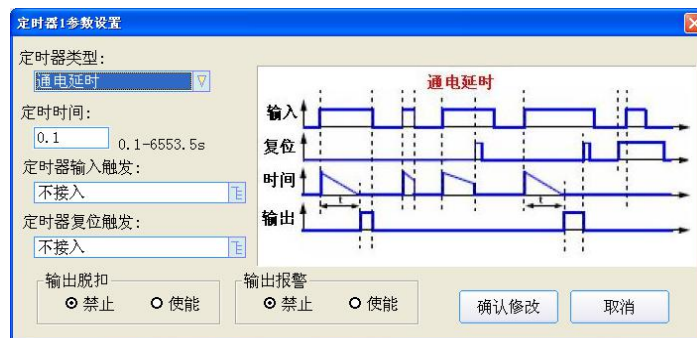 定时器1参数设置
定时器类型:
通电延时
定时时间:
0.1 0.1-6553.5s
定时器输入触发:
不接入
定时器复位触发:
不接入
通电延时
输入
复位
时间
t t
输出
输出脱扣
禁止 使能
输出报警
禁止 使能
确认修改 取消